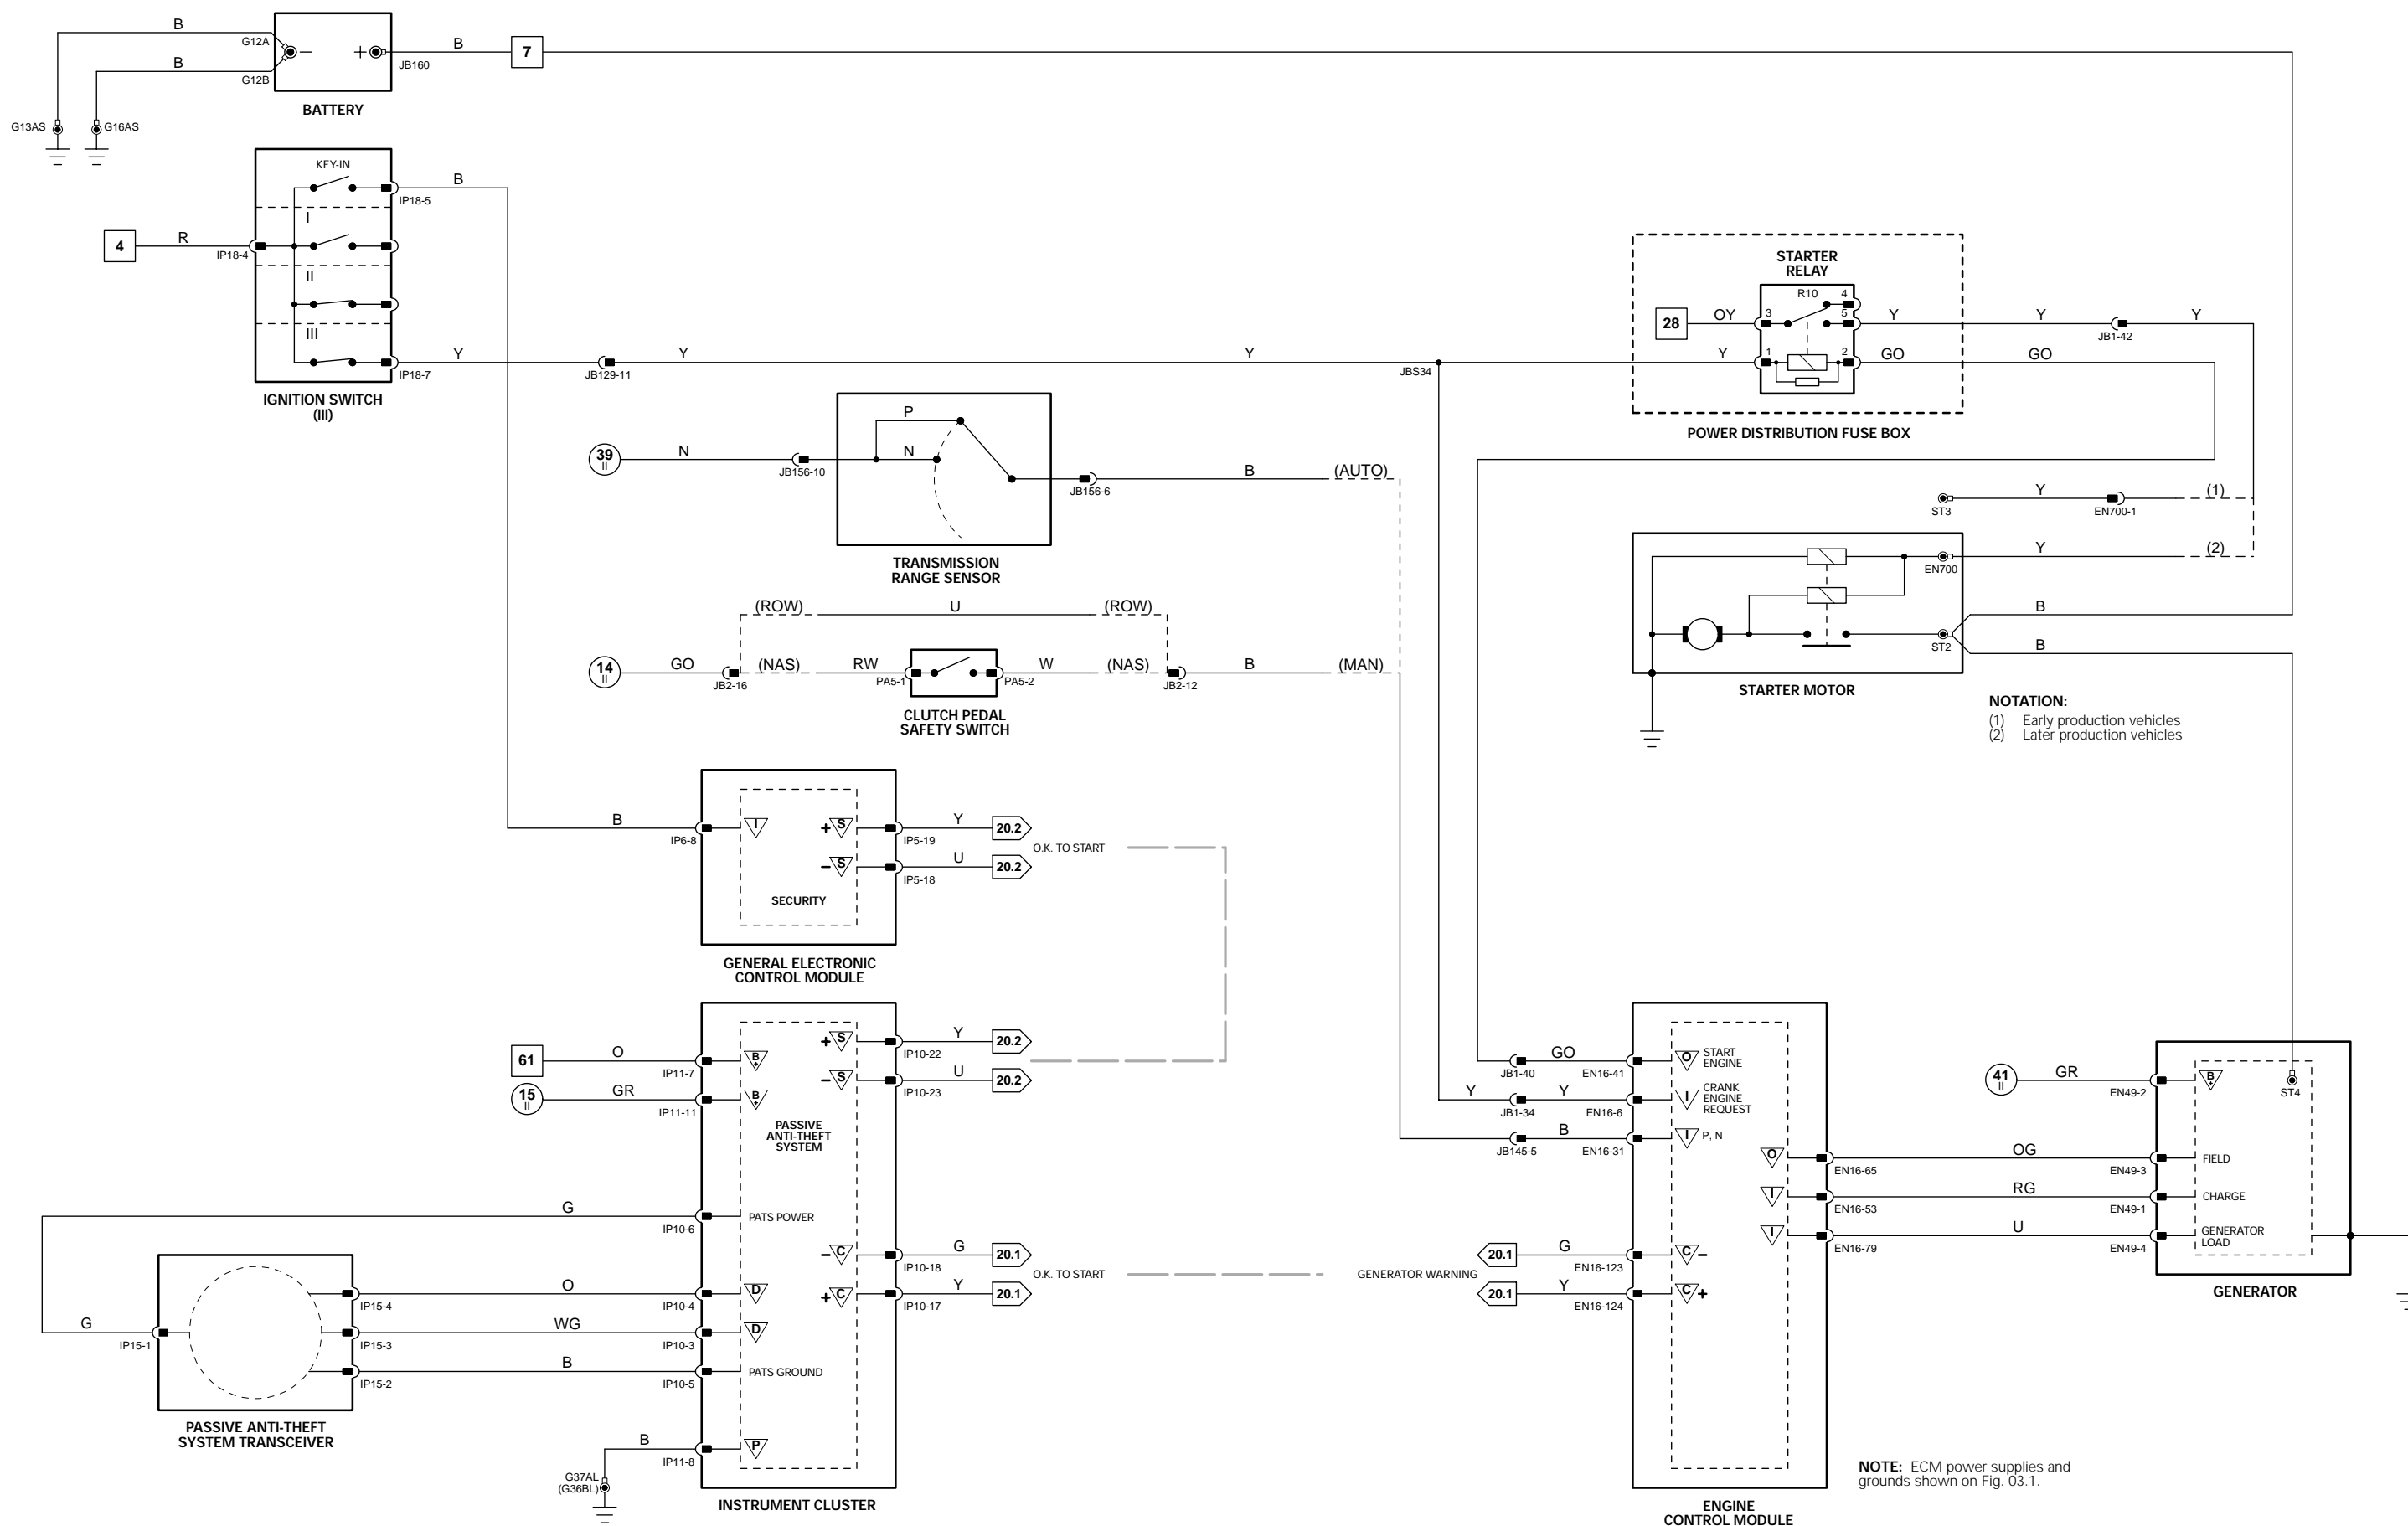 B
G12A
B
G12B
– +
JB160
B
7
BATTERY
G13AS
G16AS
KEY-IN
B
IP18-5
I
4
R
IP18-4
II
III
Y
IP18-7
IGNITION SWITCH
(III)
JB129-11
Y
Y
JBS34
STARTER
RELAY
R10
4
28
OY
3
5
Y
Y
JB1-42
Y
Y
1
2
GO
GO
POWER DISTRIBUTION FUSE BOX
39
II
N
JB156-10
P
N
JB156-6
B
(AUTO)
TRANSMISSION
RANGE SENSOR
ST3
Y
EN700-1
(1)
EN700
Y
(2)
B
ST2
B
STARTER MOTOR
NOTATION:
(1) Early production vehicles
(2) Later production vehicles
(ROW)
U
(ROW)
14
II
GO
JB2-16
(NAS)
RW
PA5-1
PA5-2
W
(NAS)
JB2-12
B
(MAN)
CLUTCH PEDAL
SAFETY SWITCH
B
IP6-8
I
+ S
IP5-19
Y
20.2
O.K. TO START
– S
IP5-18
U
20.2
SECURITY
GENERAL ELECTRONIC
CONTROL MODULE
+ S
IP10-22
Y
20.2
61
O
IP11-7
B+
– S
IP10-23
U
20.2
15
II
GR
IP11-11
B+
PASSIVE
ANTI-THEFT
SYSTEM
G
IP10-6
PATS POWER
– C
IP10-18
G
20.1
O.K. TO START
+ C
IP10-17
Y
20.1
O
IP15-4
IP10-4
D
G
IP15-1
IP15-3
WG
IP10-3
D
IP15-2
B
IP10-5
PATS GROUND
PASSIVE ANTI-THEFT
SYSTEM TRANSCEIVER
B
IP11-8
P
G37AL
(G36BL)
INSTRUMENT CLUSTER
JB1-40
GO
EN16-41
O
START
ENGINE
Y
JB1-34
Y
EN16-6
I
CRANK
ENGINE
REQUEST
JB145-5
B
EN16-31
I
P, N
O
EN16-65
OG
EN49-3
FIELD
I
EN16-53
RG
EN49-1
CHARGE
I
EN16-79
U
EN49-4
GENERATOR
LOAD
41
II
GR
EN49-2
B+
ST4
GENERATOR
GENERATOR WARNING
20.1
G
EN16-123
C –
20.1
Y
EN16-124
C +
NOTE: ECM power supplies and
grounds shown on Fig. 03.1.
ENGINE
CONTROL MODULE